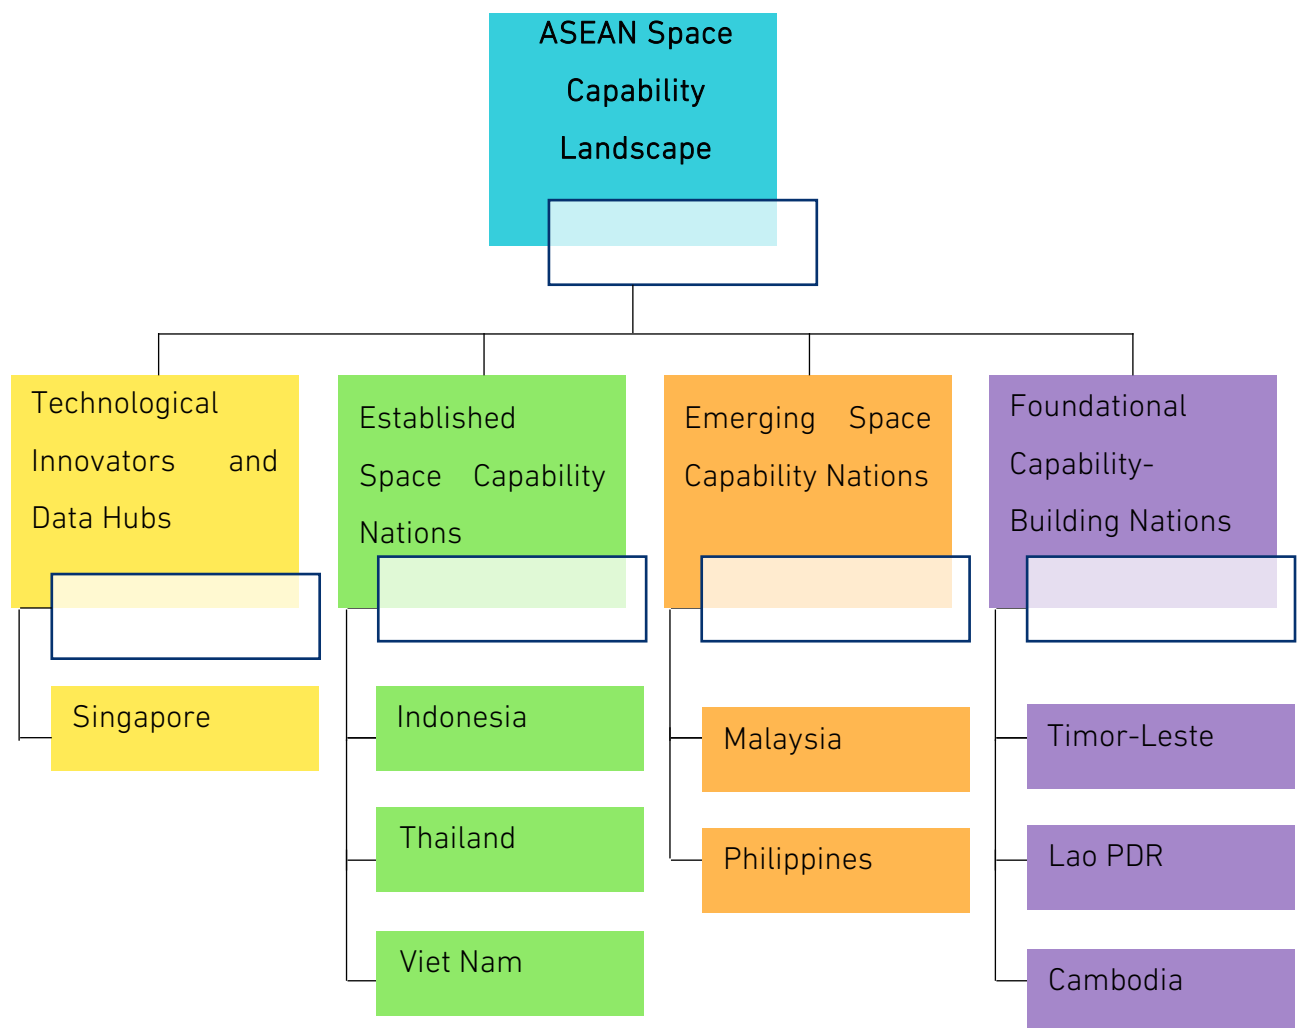 ASEAN Space
Capability
Landscape
Technological
Innovators and
Data Hubs
Singapore
Established
Space Capability
Nations
Indonesia
Thailand
Viet Nam
Emerging Space
Capability Nations
Malaysia
Philippines
Foundational
Capability-
Building Nations
Timor-Leste
Lao PDR
Cambodia